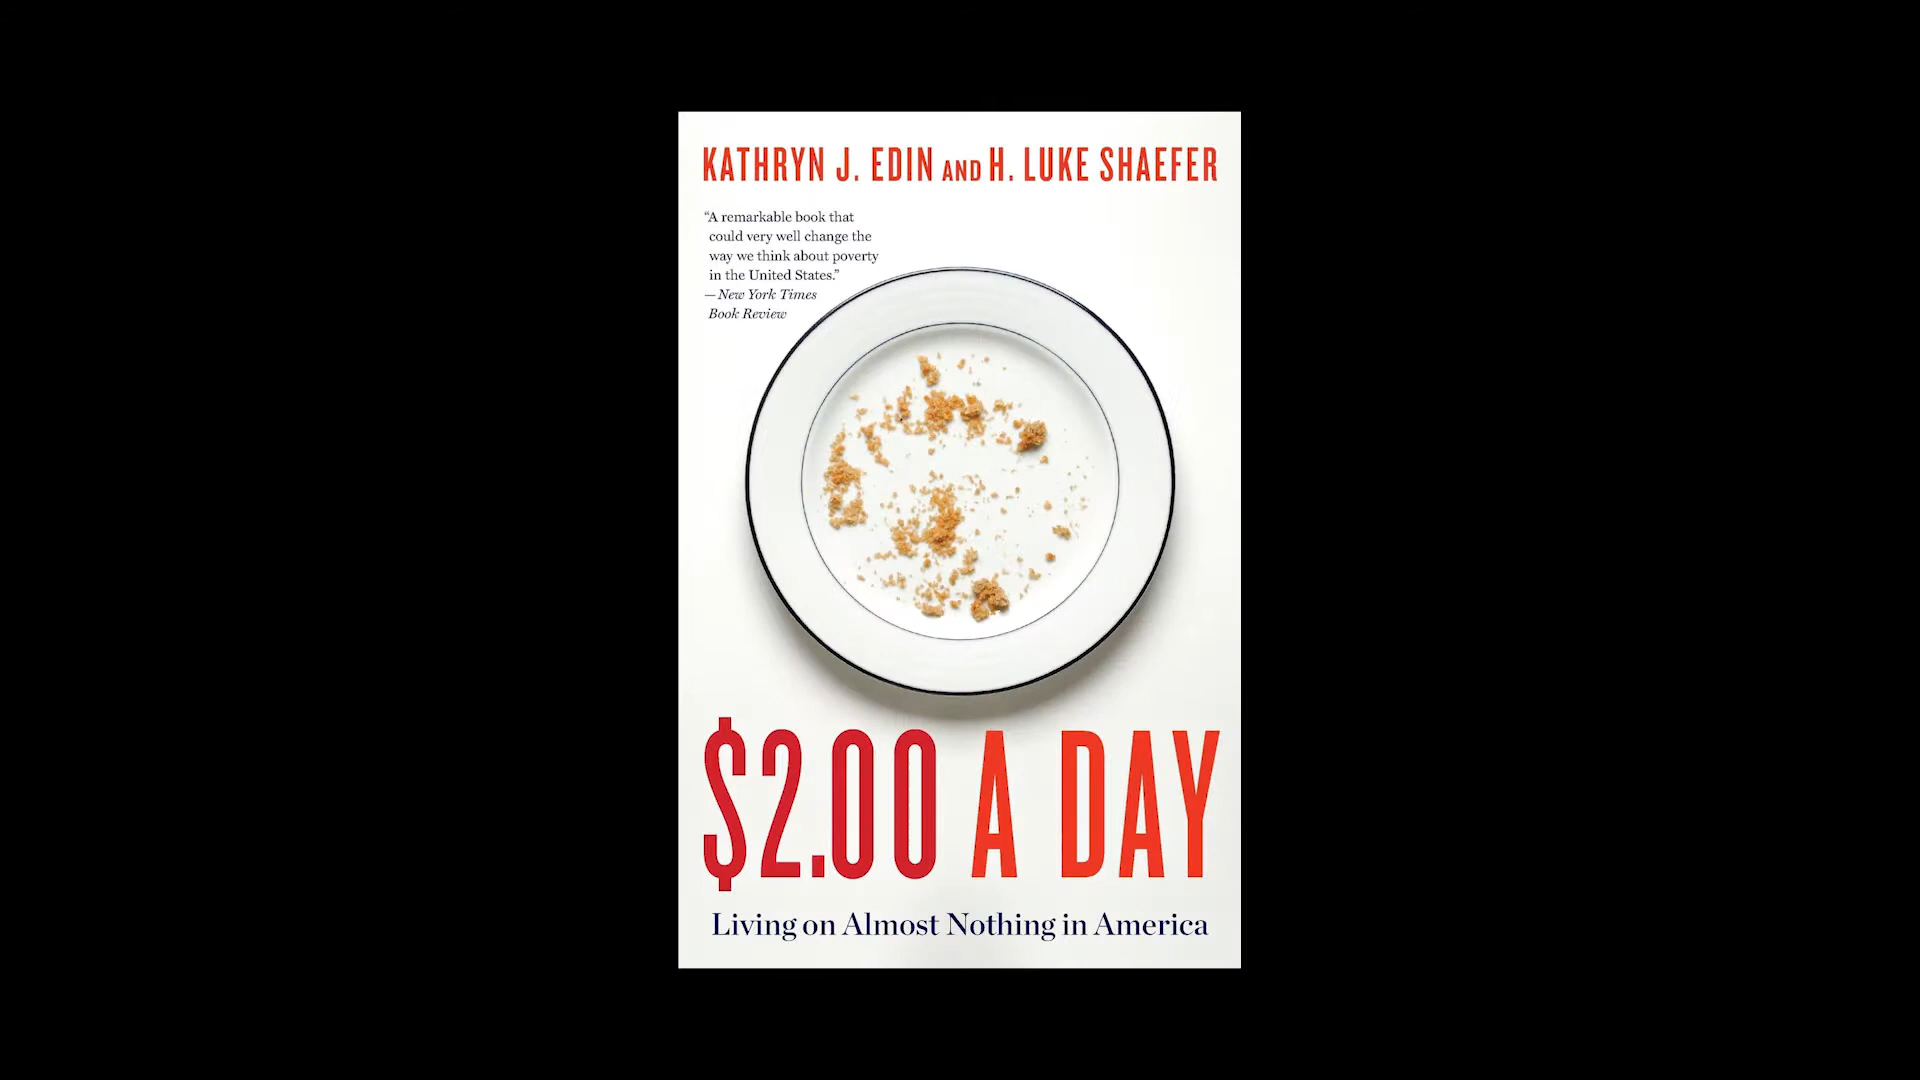 KATHRYN J. EDIN AND H. LUKE SHAEFER
“A remarkable book that
could very well change the
way we think about poverty
in the United States.”
—New York Times
Book Review
$2.00 A DAY
Living on Almost Nothing in America